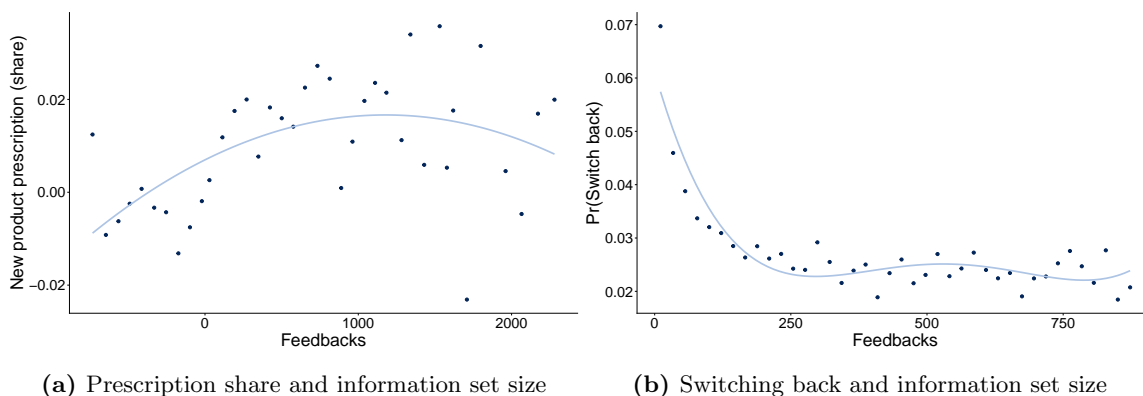 New product prescription (share)
0.02
0.00
−0.02
0
1000
2000
Feedbacks
(a) Prescription share and information set size
Pr(Switch back)
0.07
0.06
0.05
0.04
0.03
0.02
0
250
500
750
Feedbacks
(b) Switching back and information set size